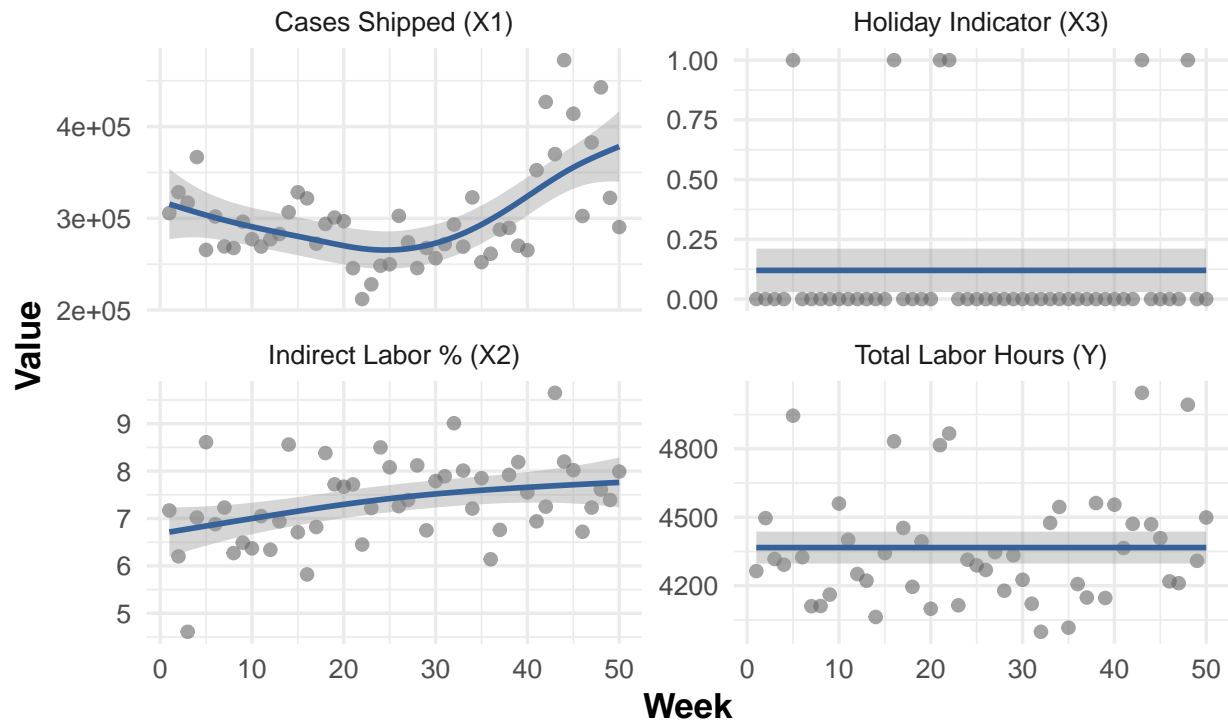 Cases Shipped (X1)
Holiday Indicator (X3)
4e+05
3e+05
2e+05
1.00
0.75
0.50
0.25
0.00
Value
Indirect Labor % (X2)
Total Labor Hours (Y)
9
8
7
6
5
4800
4500
4200
0 10 20 30 40 50
0 10 20 30 40 50
Week